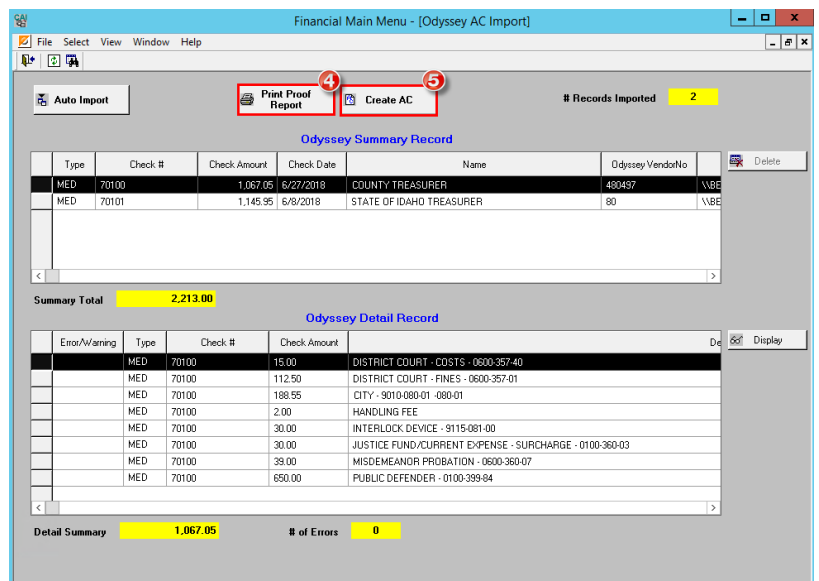 CAI Financial Main Menu - [Odyssey AC Import]
File Select View Window Help
Auto Import Print Proof Report 4 Create AC 5 # Records Imported 2
Odyssey Summary Record
Type Check # Check Amount Check Date Name Odyssey VendorNo
MED 70100 1,067.05 6/27/2018 COUNTY TREASURER 480497 \\BE
MED 70101 1,145.95 6/8/2018 STATE OF IDAHO TREASURER 80 \\BE
Delete
Summary Total 2,213.00
Odyssey Detail Record
Error/Warning Type Check # Check Amount De
MED 70100 15.00 DISTRICT COURT - COSTS - 0600-357-40
MED 70100 112.50 DISTRICT COURT - FINES - 0600-357-01
MED 70100 188.55 CITY - 9010-080-01 -080-01
MED 70100 2.00 HANDLING FEE
MED 70100 30.00 INTERLOCK DEVICE - 9115-081-00
MED 70100 30.00 JUSTICE FUND/CURRENT EXPENSE - SURCHARGE - 0100-360-03
MED 70100 39.00 MISDEMEANOR PROBATION - 0600-360-07
MED 70100 650.00 PUBLIC DEFENDER - 0100-399-84
Display
Detail Summary 1,067.05 # of Errors 0